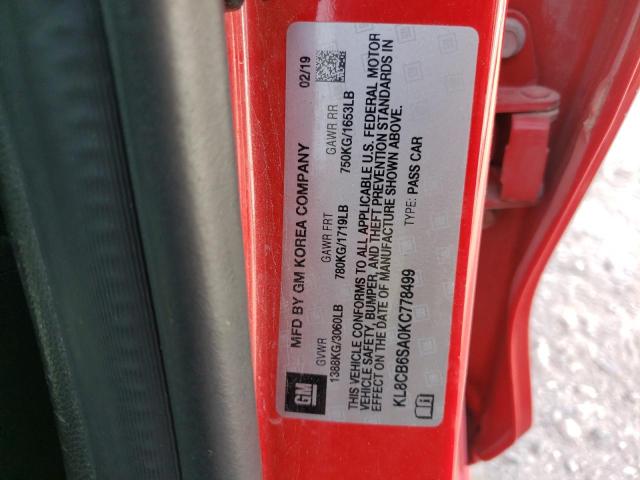 MFD BY GM KOREA COMPANY 02/19
GVWR GAWR FRT GAWR RR
1388KG/3060LB 780KG/1719LB 750KG/1653LB
THIS VEHICLE CONFORMS TO ALL APPLICABLE U.S. FEDERAL MOTOR
VEHICLE SAFETY, BUMPER, AND THEFT PREVENTION STANDARDS IN
EFFECT ON THE DATE OF MANUFACTURE SHOWN ABOVE.
KL8CB6SA0KC778499 TYPE: PASS CAR
GM